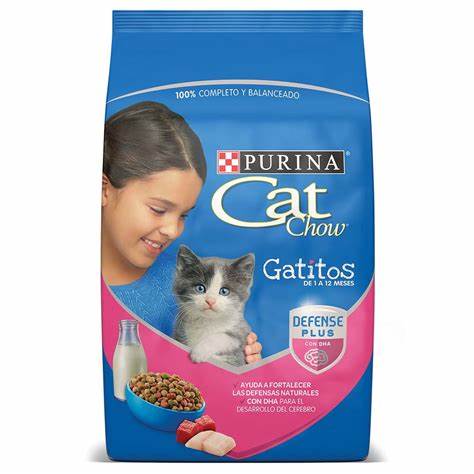 100% COMPLETO Y BALANCEADO
PURINA
Cat
Chow
Gatitos
DE 1 A 12 MESES
DEFENSE
PLUS
CON DHA
AYUDA A FORTALECER
LAS DEFENSAS NATURALES
CON DHA PARA EL
DESARROLLO DEL CEREBRO